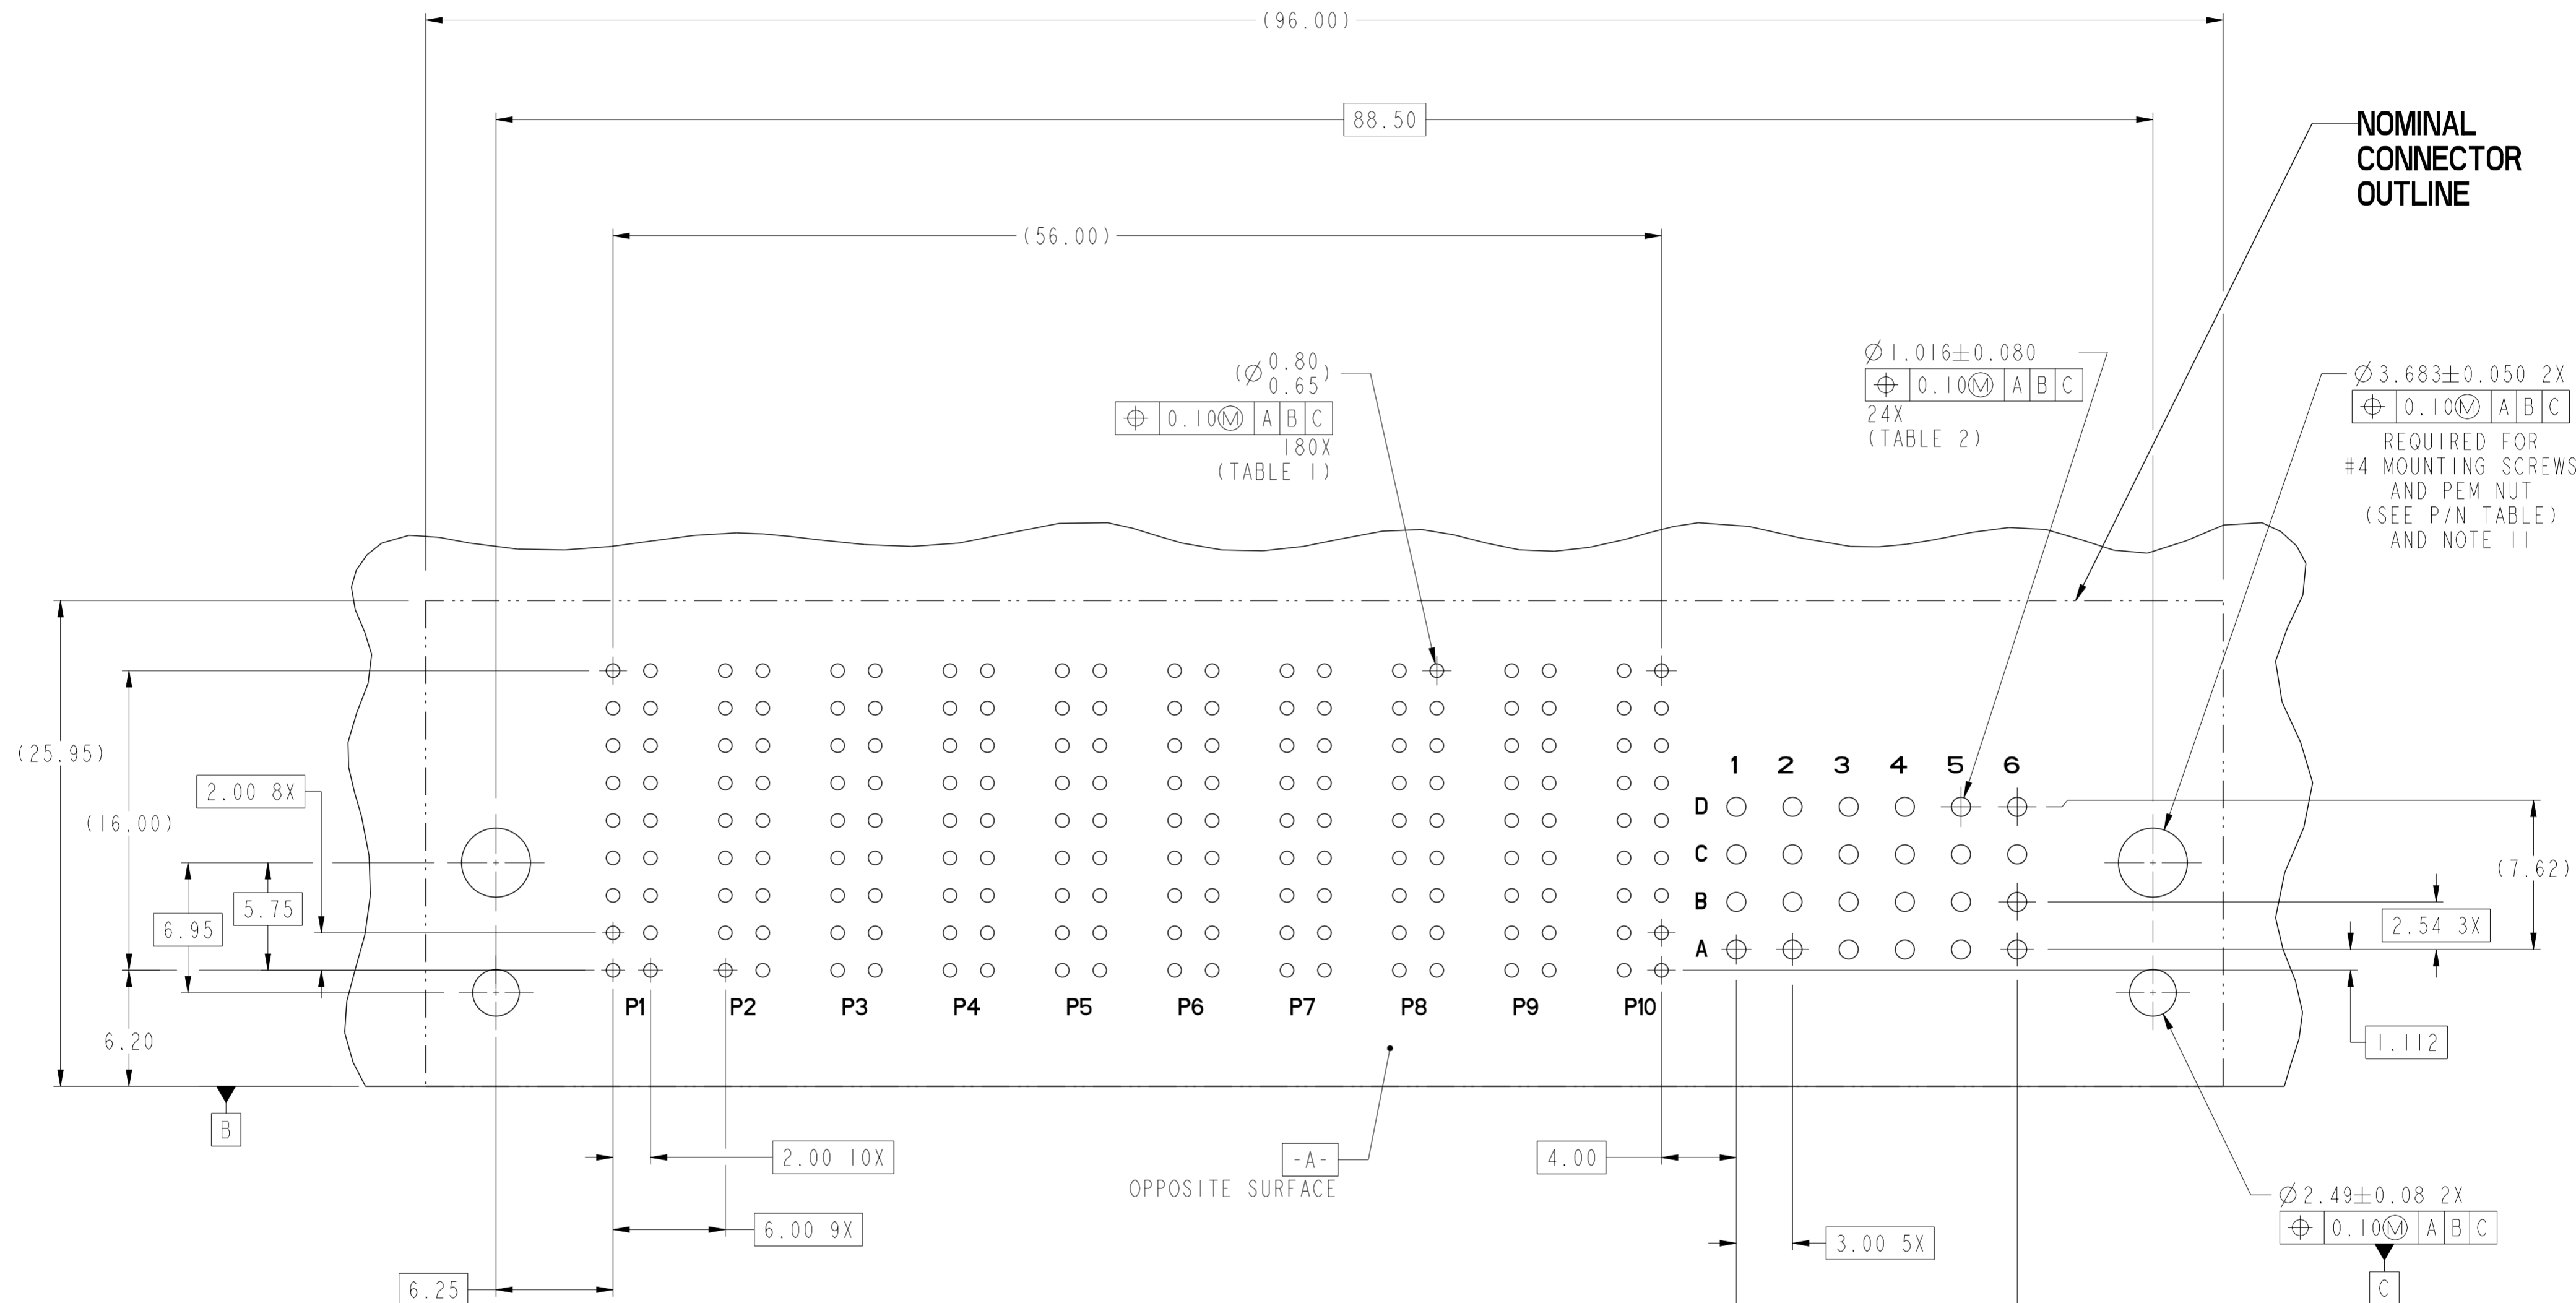 (96.00)
88.50
NOMINAL
CONNECTOR
OUTLINE
(56.00)
(Ø 0.80
0.65)
⌖ 0.10Ⓜ A B C
180X
(TABLE 1)
Ø1.016±0.080
⌖ 0.10Ⓜ A B C
24X
(TABLE 2)
Ø3.683±0.050 2X
⌖ 0.10Ⓜ A B C
REQUIRED FOR
#4 MOUNTING SCREWS
AND PEM NUT
(SEE P/N TABLE)
AND NOTE 11
(25.95)
2.00 8X
(16.00)
5.75
6.95
6.20
1 2 3 4 5 6
D
C
B
A
(7.62)
2.54 3X
1.112
P1 P2 P3 P4 P5 P6 P7 P8 P9 P10
B
2.00 10X
-A-
OPPOSITE SURFACE
4.00
6.00 9X
3.00 5X
6.25
Ø2.49±0.08 2X
⌖ 0.10Ⓜ A B C
C